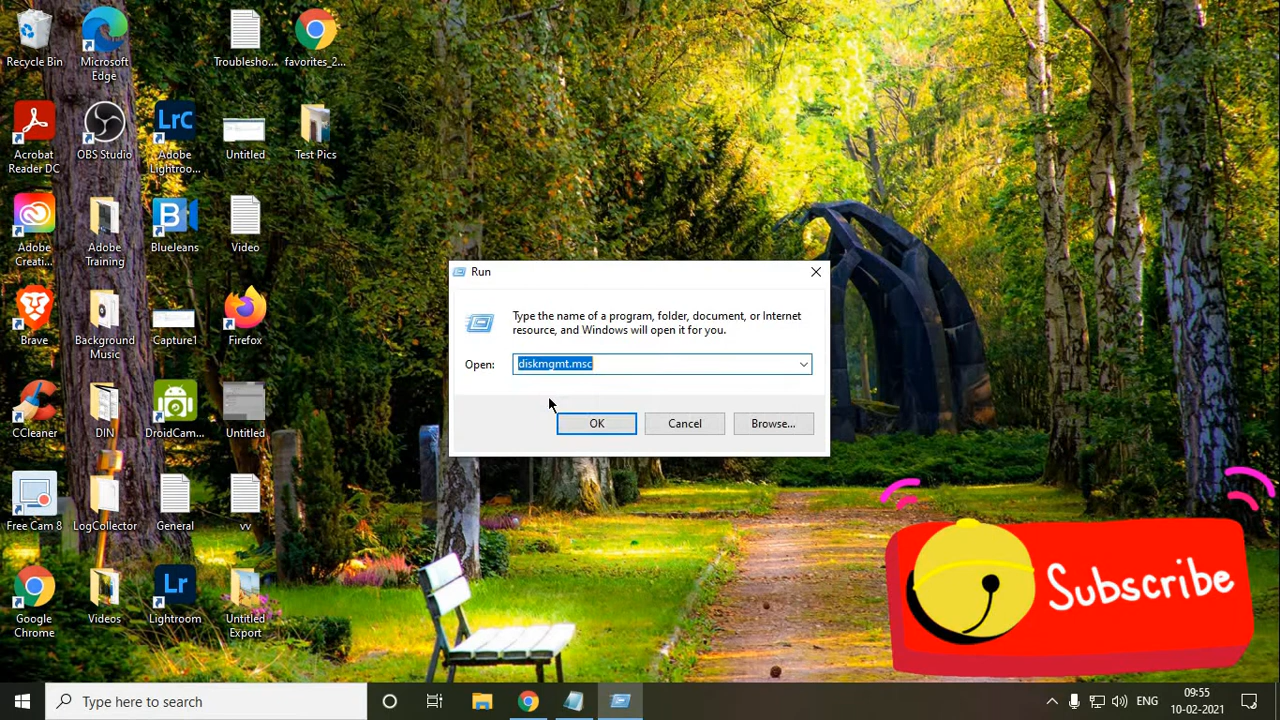 Recycle Bin
Microsoft
Edge
Troublesho...
favorites_2...
Acrobat
Reader DC
OBS Studio
Lrc
Adobe
Lightroo...
Untitled
Test Pics
Adobe
Creati...
Adobe
Training
BlueJeans
Video
Brave
Background
Music
Capture1
Firefox
CCleaner
DIN
DroidCam...
Untitled
Free Cam 8
LogCollector
General
vv
Google
Chrome
Videos
Lr
Lightroom
Untitled
Export
Run
Type the name of a program, folder, document, or Internet
resource, and Windows will open it for you.
Open:
diskmgmt.msc
OK
Cancel
Browse...
Subscribe
Type here to search
ENG
09:55
10-02-2021